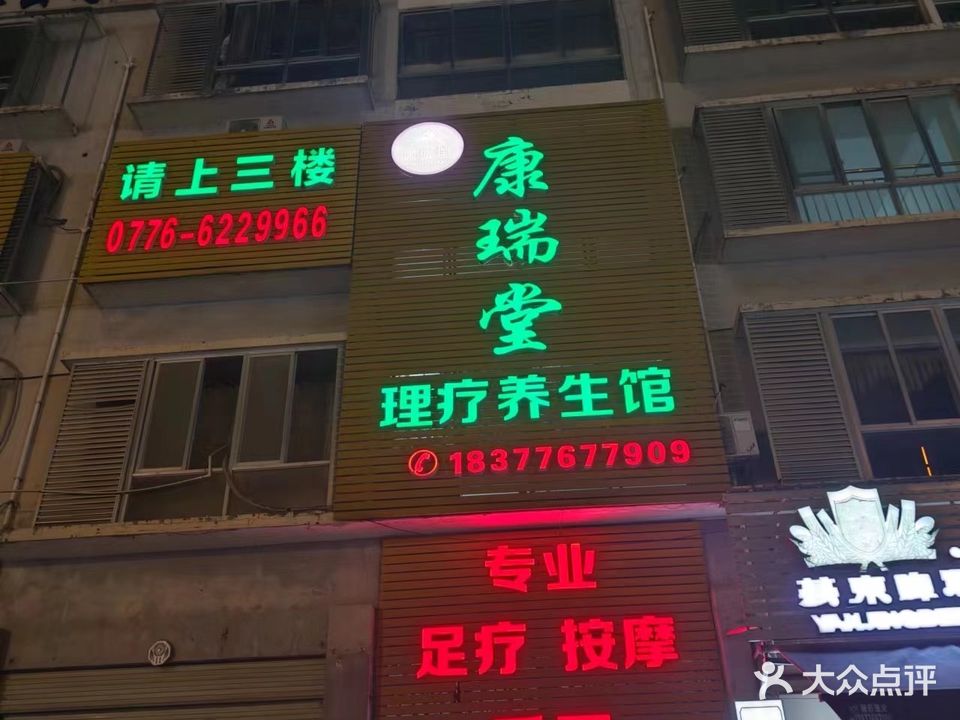 请上三楼
0776-6229966
康瑞堂
理疗养生馆
18377677909
专业
足疗 按摩
大众点评